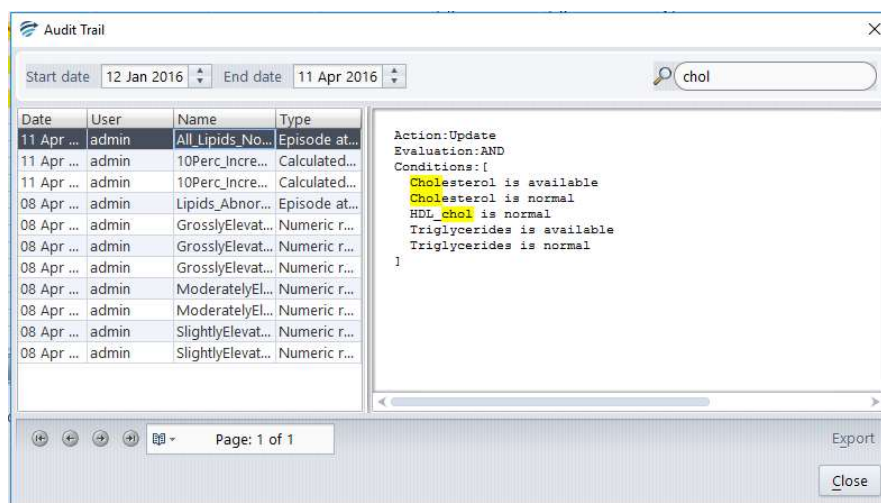 Audit Trail
Start date 12 Jan 2016 End date 11 Apr 2016 chol
Date User Name Type
11 Apr ... admin All_Lipids_No... Episode at...
11 Apr ... admin 10Perc_Incre... Calculated...
11 Apr ... admin 10Perc_Incre... Calculated...
08 Apr ... admin Lipids_Abnor... Episode at...
08 Apr ... admin GrosslyElevat... Numeric r...
08 Apr ... admin GrosslyElevat... Numeric r...
08 Apr ... admin GrosslyElevat... Numeric r...
08 Apr ... admin ModeratelyEl... Numeric r...
08 Apr ... admin ModeratelyEl... Numeric r...
08 Apr ... admin SlightlyElevat... Numeric r...
08 Apr ... admin SlightlyElevat... Numeric r...
Action:Update
Evaluation:AND
Conditions:[
Cholesterol is available
Cholesterol is normal
HDL_chol is normal
Triglycerides is available
Triglycerides is normal
]
Page: 1 of 1
Export
Close